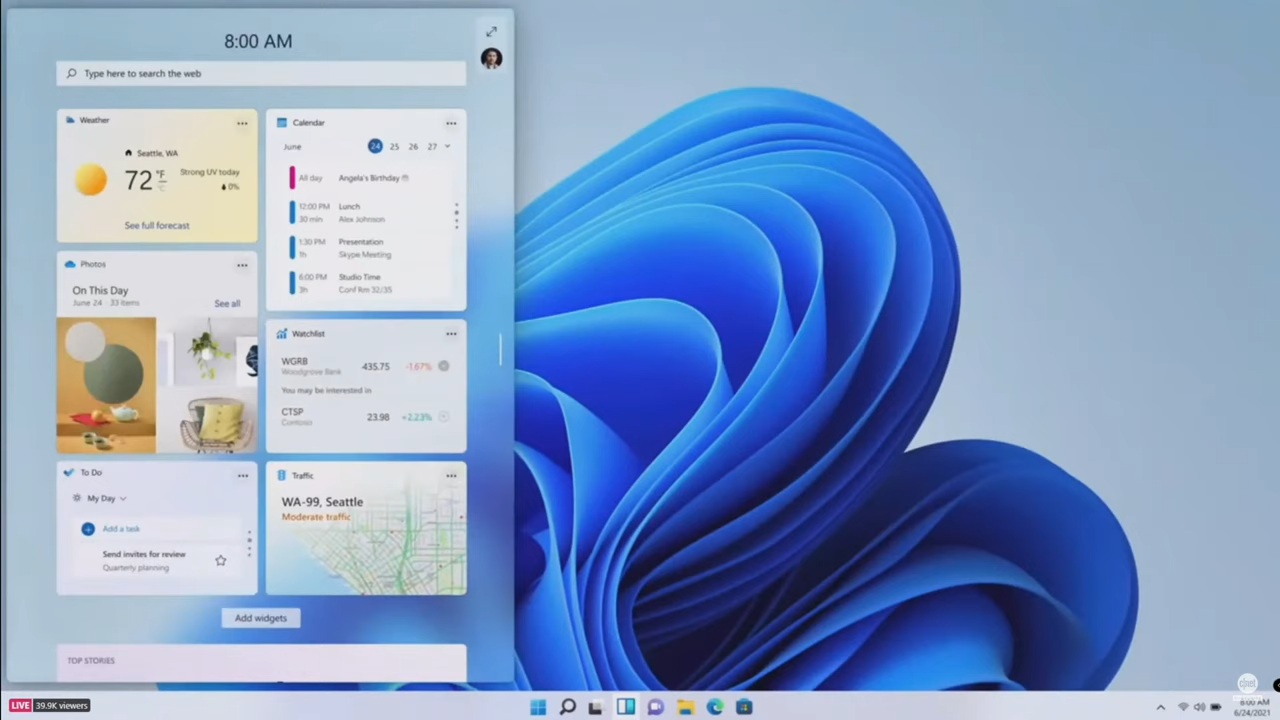 8:00 AM
Type here to search the web
Weather
Seattle, WA
72 °F
°C
Strong UV today
0%
See full forecast
Calendar
June 24 25 26 27
All day Angela's Birthday
12:00 PM Lunch
30 min Alex Johnson
1:30 PM Presentation
1h Skype Meeting
6:00 PM Studio Time
3h Conf Rm 32/35
Photos
On This Day
June 24 · 33 items See all
Watchlist
WGRB 435.75 -1.67%
Woodgrove Bank
You may be interested in
CTSP 23.98 +2.23%
Contoso
To Do
My Day
Add a task
Send invites for review
Quarterly planning
Traffic
WA-99, Seattle
Moderate traffic
Add widgets
TOP STORIES
LIVE 39.9K viewers
c|net
8:00 AM
6/24/2021